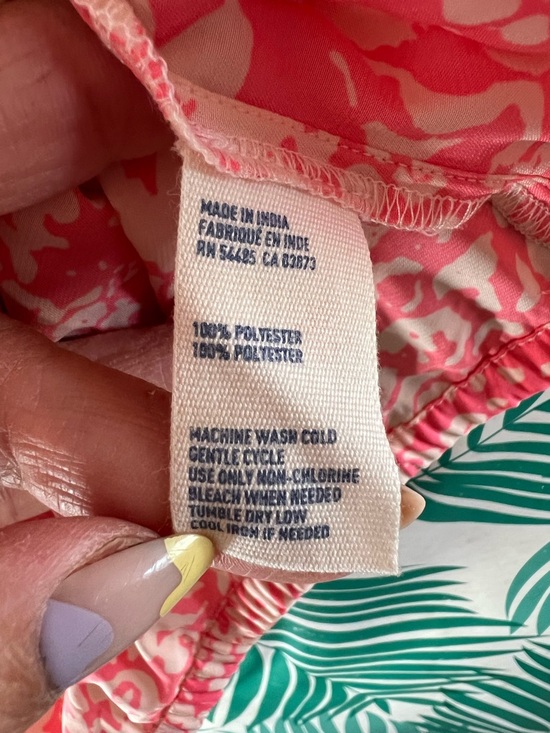 MADE IN INDIA
FABRIQUÉ EN INDE
RN 54485 CA 03873
100% POLYESTER
100% POLYESTER
MACHINE WASH COLD
GENTLE CYCLE
USE ONLY NON-CHLORINE
BLEACH WHEN NEEDED
TUMBLE DRY LOW
COOL IRON IF NEEDED